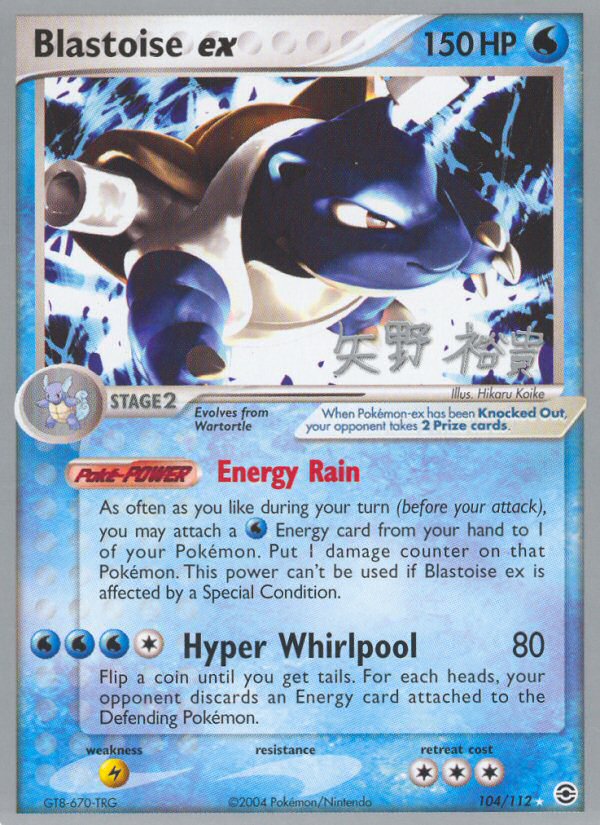 Blastoise ex 150 HP
矢野 裕貴
Illus. Hikaru Koike
STAGE2
Evolves from
Wartortle
When Pokémon-ex has been Knocked Out,
your opponent takes 2 Prize cards.
Poké-POWER Energy Rain
As often as you like during your turn (before your attack),
you may attach a Energy card from your hand to 1
of your Pokémon. Put 1 damage counter on that
Pokémon. This power can't be used if Blastoise ex is
affected by a Special Condition.
Hyper Whirlpool 80
Flip a coin until you get tails. For each heads, your
opponent discards an Energy card attached to the
Defending Pokémon.
weakness resistance retreat cost
GT8-670-TRG ©2004 Pokémon/Nintendo 104/112